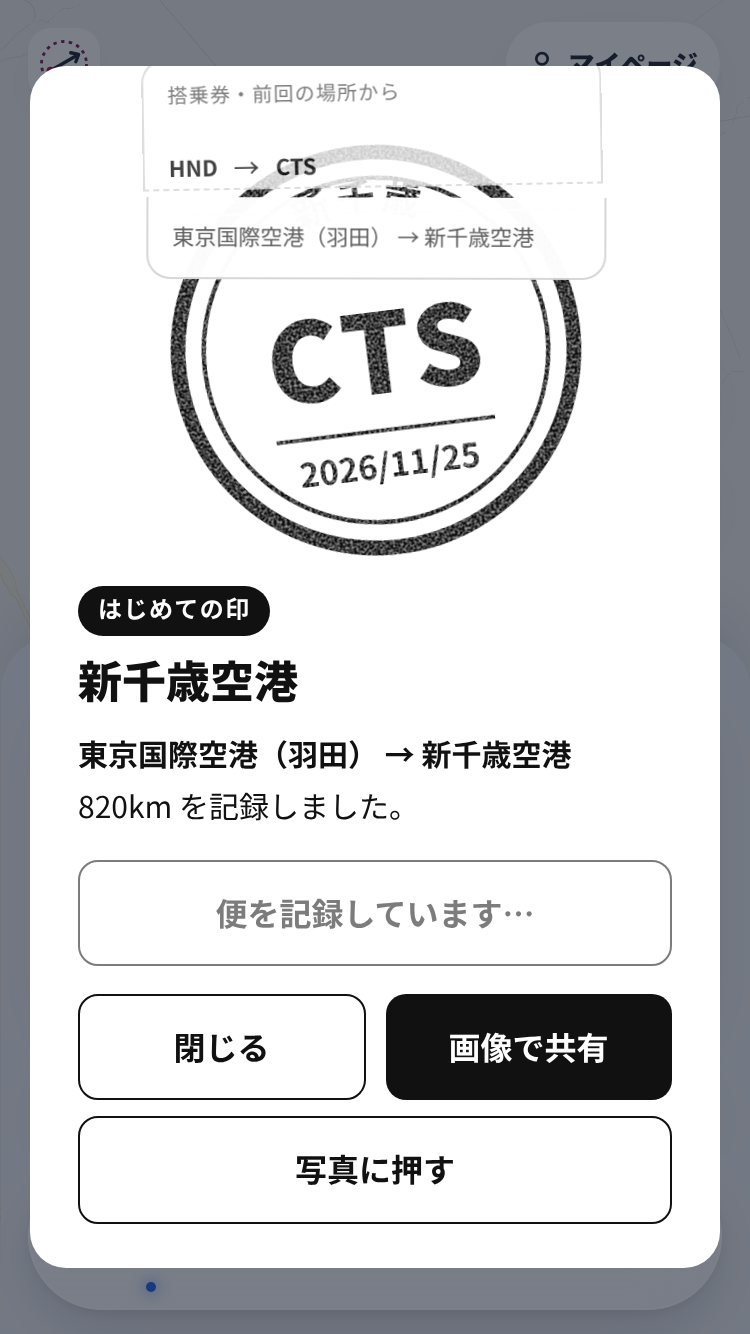 マイページ
搭乗券・前回の場所から
HND → CTS
新千歳
東京国際空港（羽田） → 新千歳空港
CTS
2026/11/25
はじめての印
新千歳空港
東京国際空港（羽田） → 新千歳空港
820km を記録しました。
便を記録しています…
閉じる
画像で共有
写真に押す